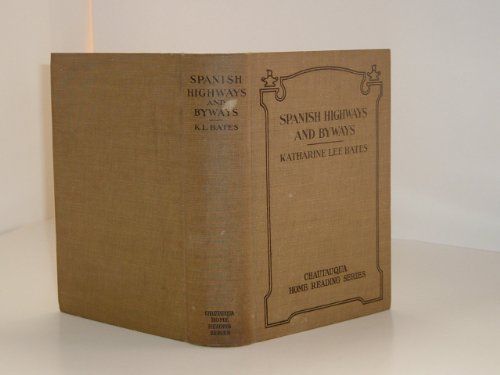 SPANISH
HIGHWAYS
AND
BYWAYS
K.L. BATES
CHAUTAUQUA
HOME
READING
SERIES
SPANISH HIGHWAYS
AND BYWAYS
KATHARINE LEE BATES
CHAUTAUQUA
HOME READING SERIES